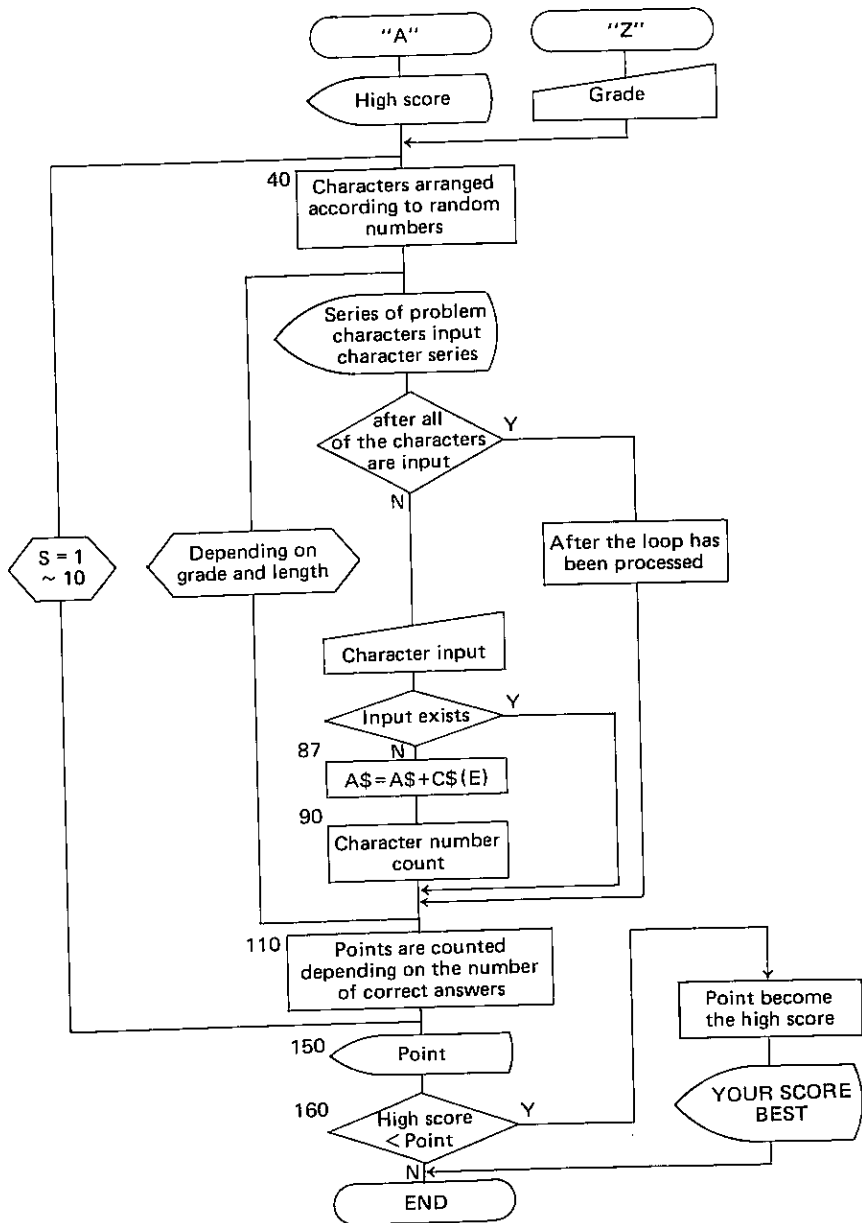 "A"
"Z"
High score
Grade
40
Characters arranged
according to random
numbers
Series of problem
characters input
character series
after all
of the characters
are input
Y
N
S = 1
~ 10
Depending on
grade and length
After the loop has
been processed
Character input
Input exists
Y
N
87
A$=A$+C$(E)
90
Character number
count
110
Points are counted
depending on the number
of correct answers
Point become
the high score
150
Point
YOUR SCORE
BEST
160
High score
< Point
Y
N
END